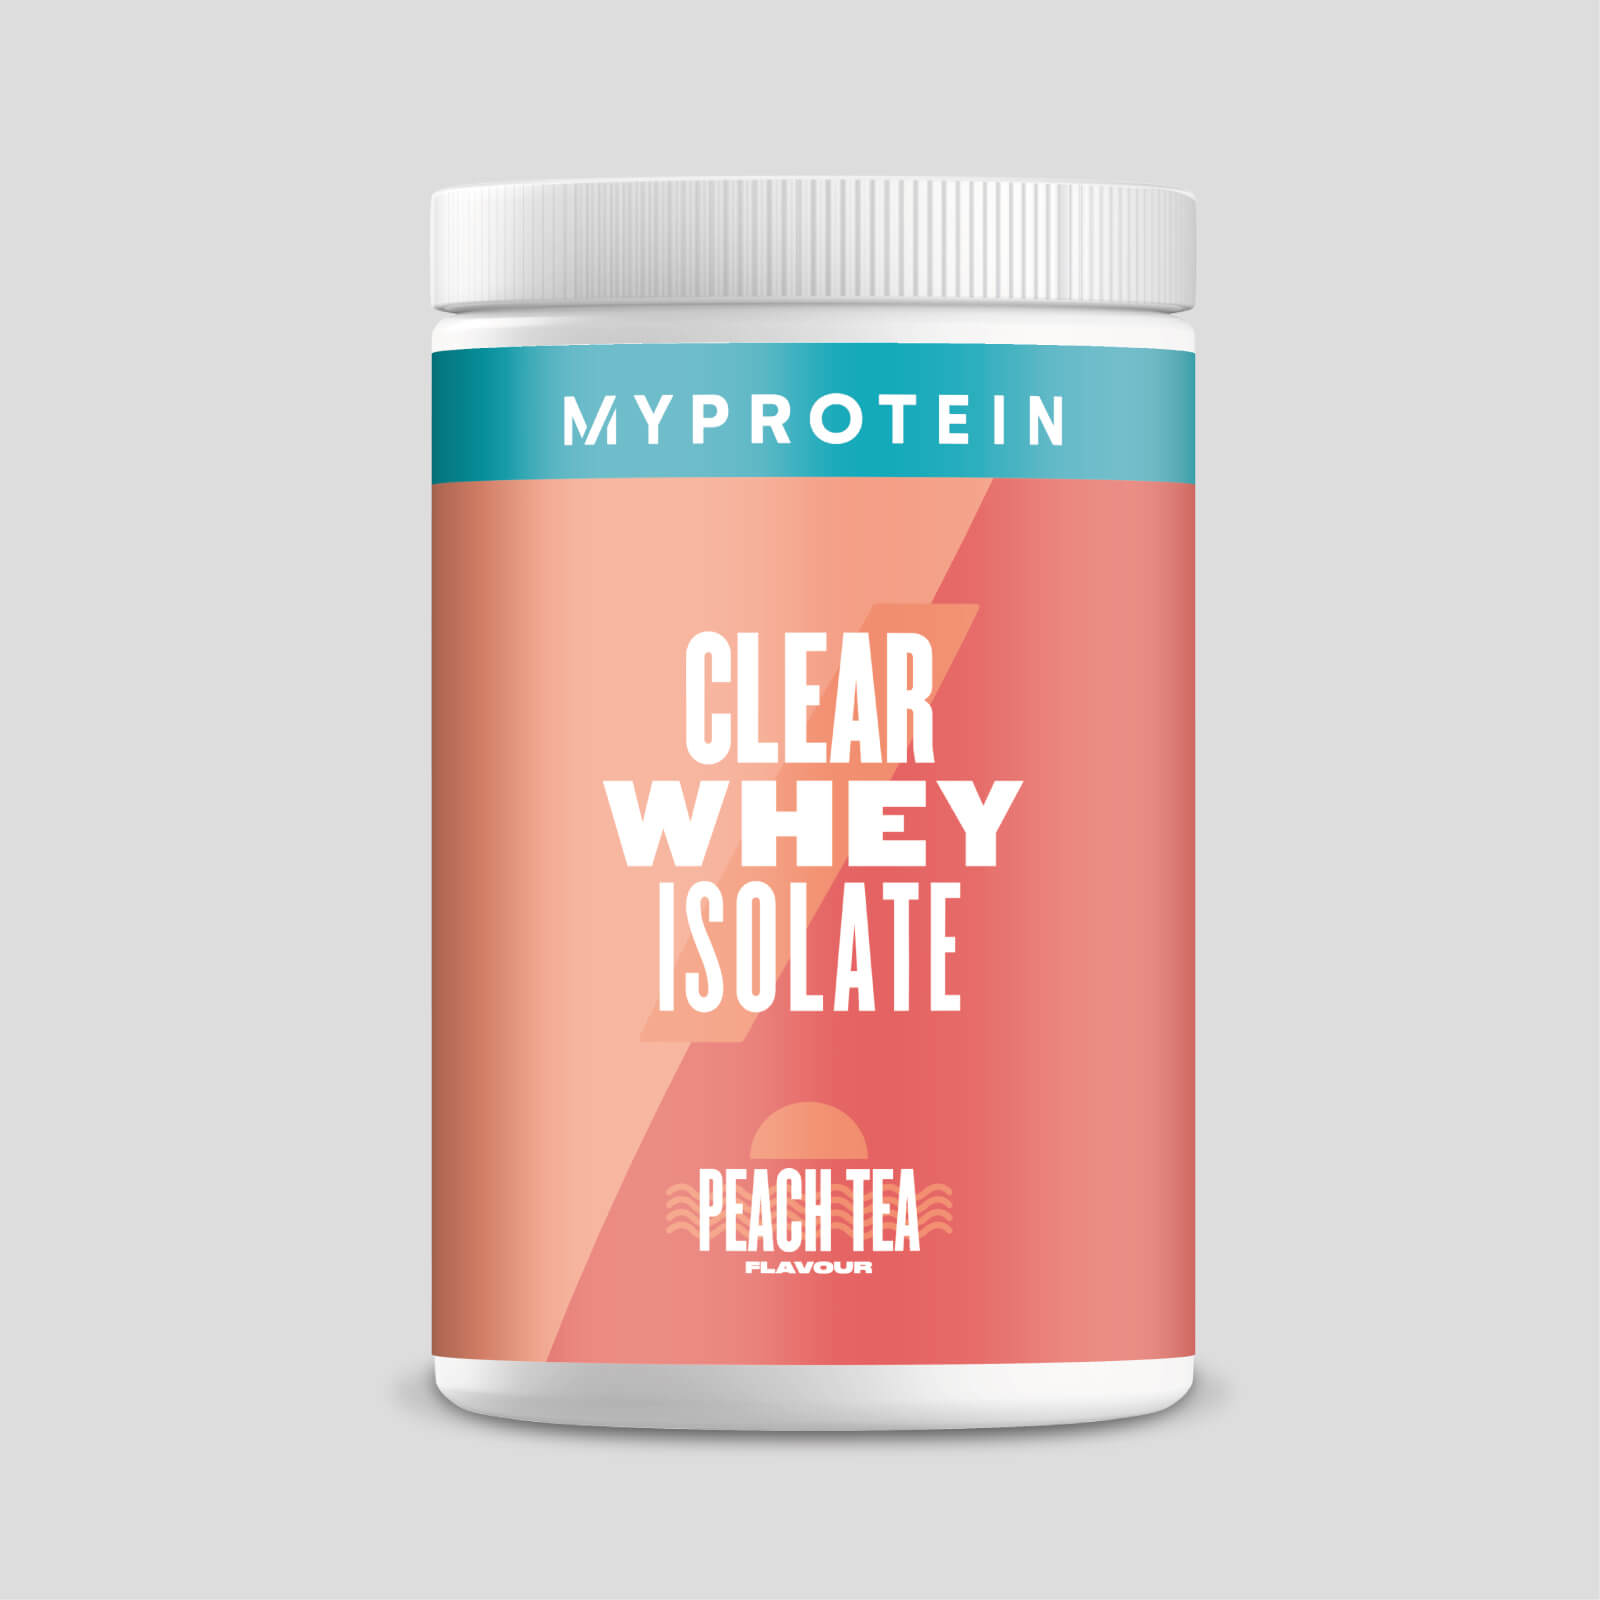 MYPROTEIN
CLEAR
WHEY
ISOLATE
PEACH TEA
FLAVOUR